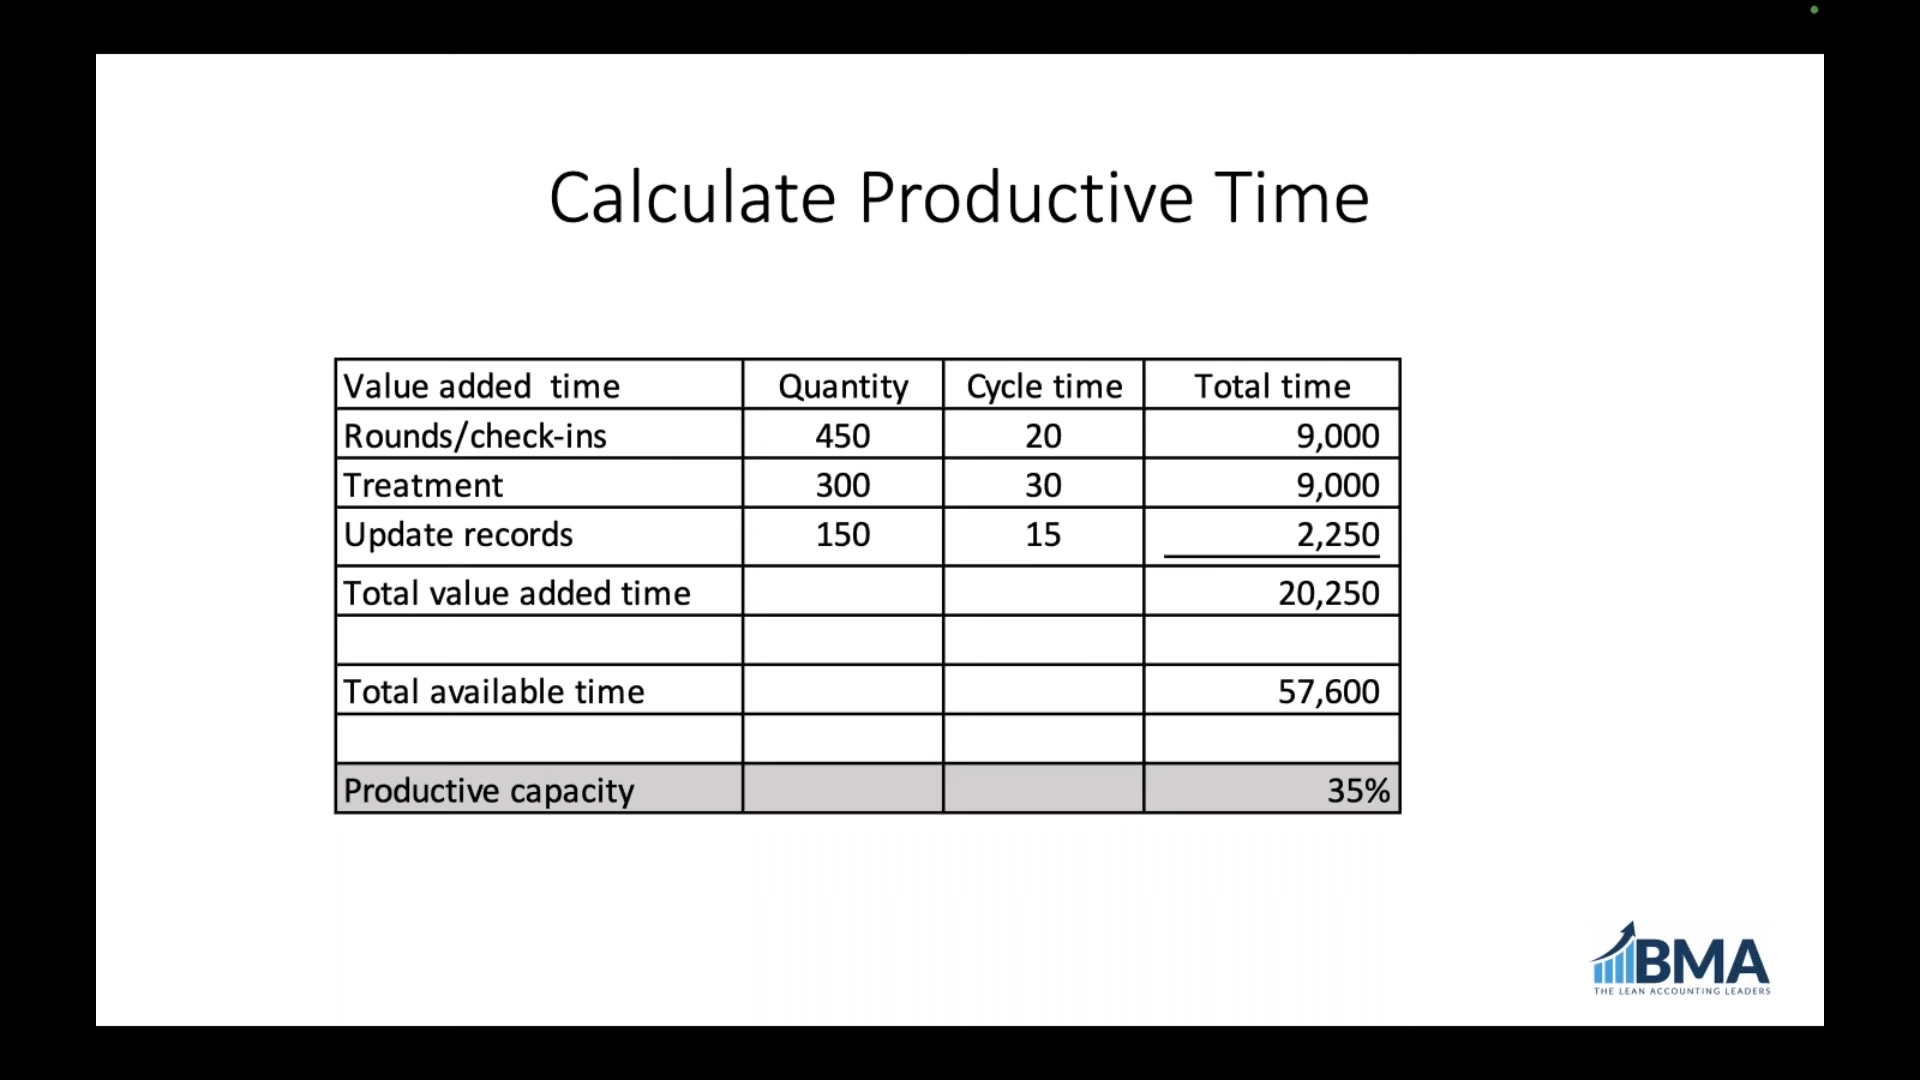 Calculate Productive Time
Value added time Quantity Cycle time Total time
Rounds/check-ins 450 20 9,000
Treatment 300 30 9,000
Update records 150 15 2,250
Total value added time 20,250
Total available time 57,600
Productive capacity 35%
BMA
THE LEAN ACCOUNTING LEADERS